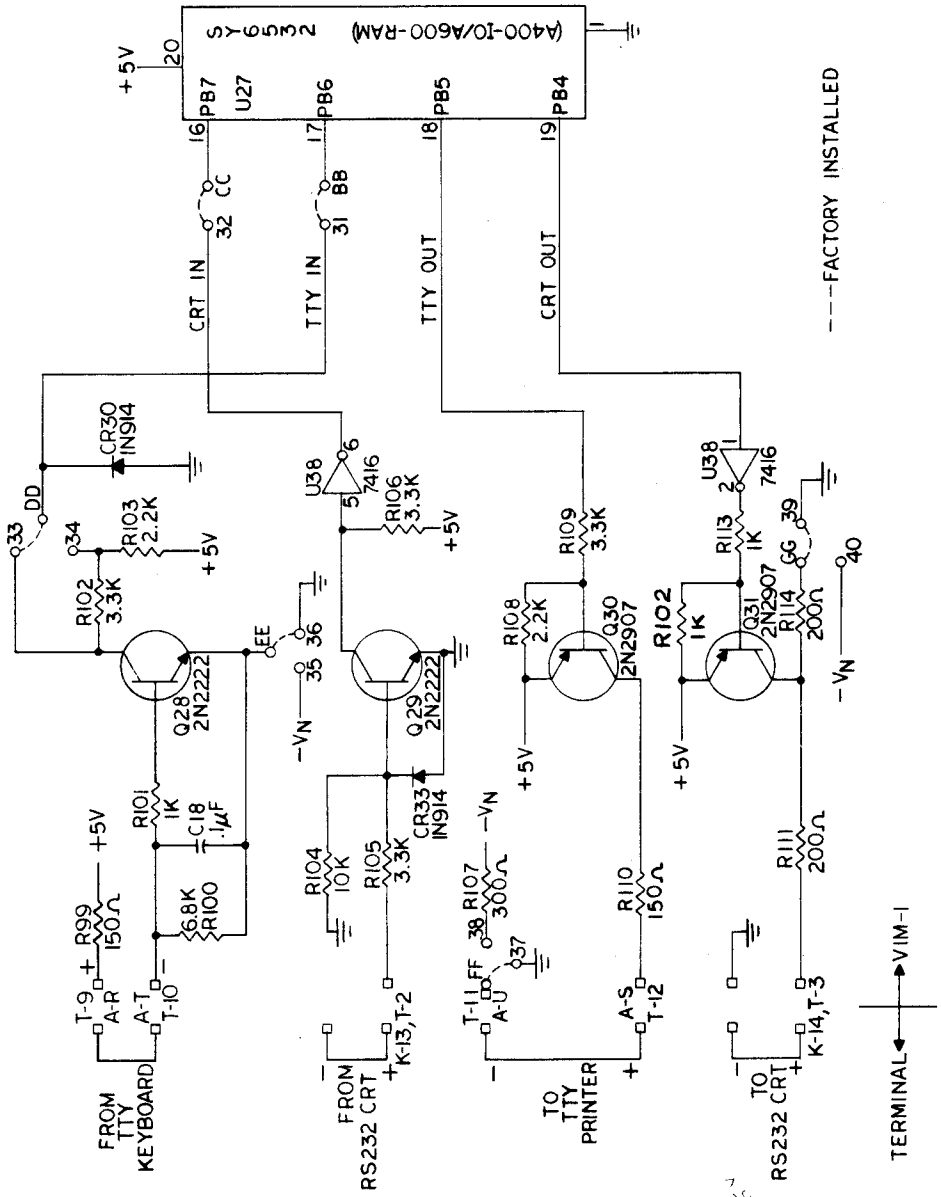 +5V
20
SY6532
(A400-IO/A600-RAM)
1
U27
16 PB7
17 PB6
18 PB5
19 PB4
32 CC
31 BB
CRT IN
TTY IN
TTY OUT
CRT OUT
---FACTORY INSTALLED
33
DD
34
CR30
1N914
R103
2.2K
+5V
R102
3.3K
Q28
2N2222
EE
36
35
-VN
R101
1K
C18
.1µF
6.8K
R100
+5V
R99
150Ω
+
-
T-9
A-R
A-T
T-10
FROM
TTY
KEYBOARD
U38
5
6
7416
R106
3.3K
+5V
Q29
2N2222
CR33
1N914
R104
10K
R105
3.3K
-
+
K-13,T-2
FROM
RS232 CRT
R109
3.3K
R108
2.2K
Q30
2N2907
+5V
-VN
R107
300Ω
38
37
FF
T-11
A-U
R110
150Ω
A-S
T-12
-
+
TO
TTY
PRINTER
U38
1
2
7416
R113
1K
R102
1K
Q31
2N2907
+5V
GG
39
40
R114
200Ω
-VN
R111
200Ω
-
+
K-14,T-3
TO
RS232 CRT
TERMINAL
VIM-1